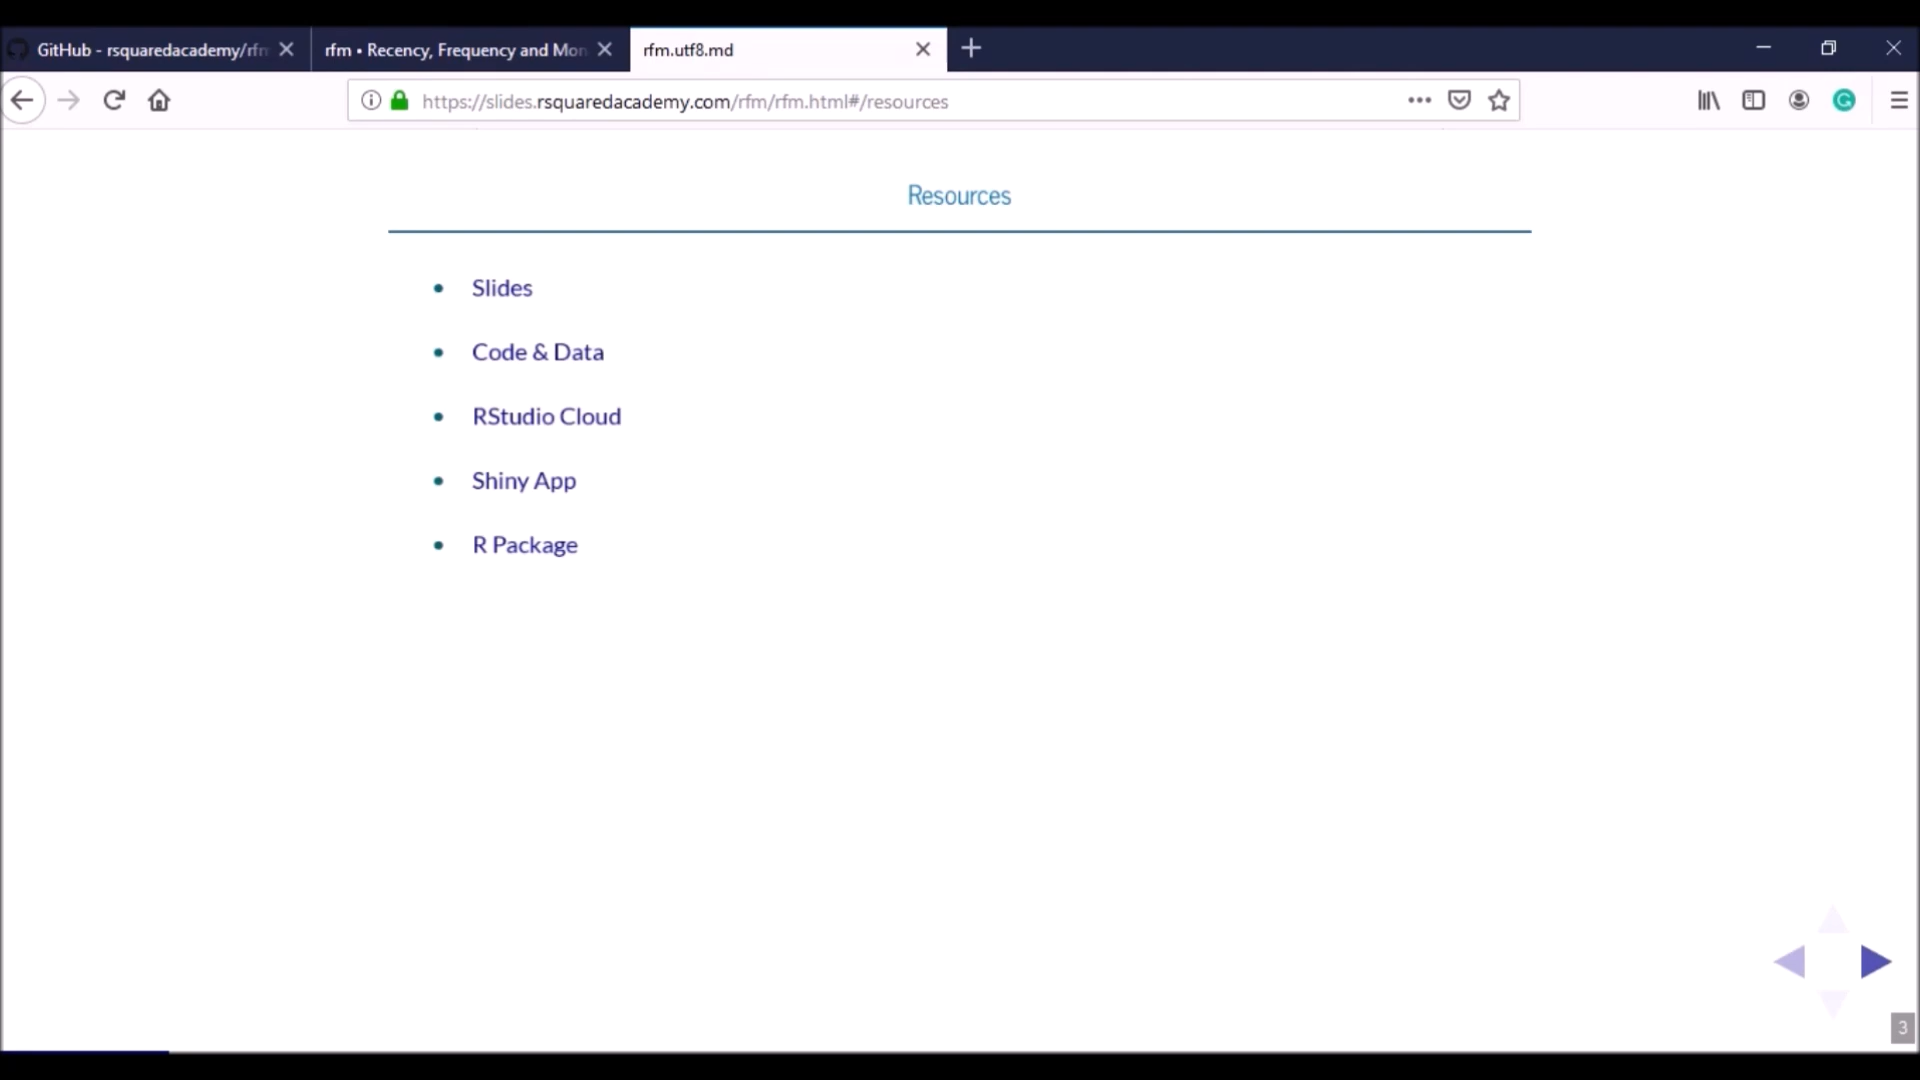 GitHub - rsquaredacademy/rfm
rfm • Recency, Frequency and Mon
rfm.utf8.md
https://slides.rsquaredacademy.com/rfm/rfm.html#/resources
Resources
• Slides
• Code & Data
• RStudio Cloud
• Shiny App
• R Package
3